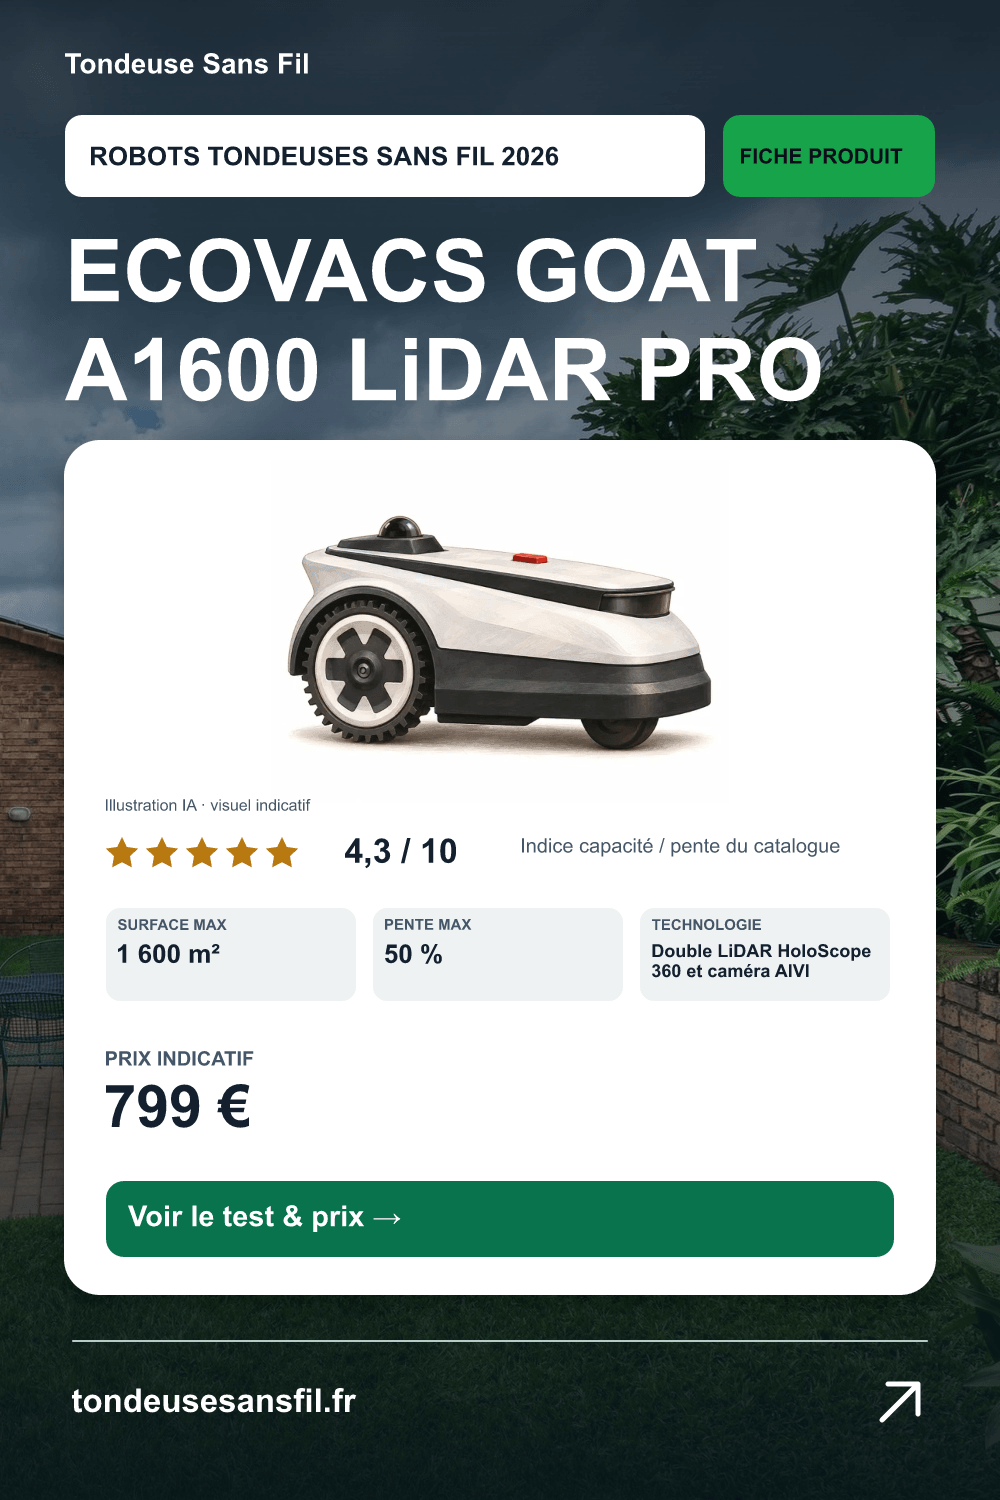 Tondeuse Sans Fil
ROBOTS TONDEUSES SANS FIL 2026
FICHE PRODUIT
ECOVACS GOAT
A1600 LiDAR PRO
Illustration IA · visuel indicatif
4,3 / 10
Indice capacité / pente du catalogue
SURFACE MAX
1 600 m²
PENTE MAX
50 %
TECHNOLOGIE
Double LiDAR HoloScope
360 et caméra AIVI
PRIX INDICATIF
799 €
Voir le test & prix →
tondeusesansfil.fr